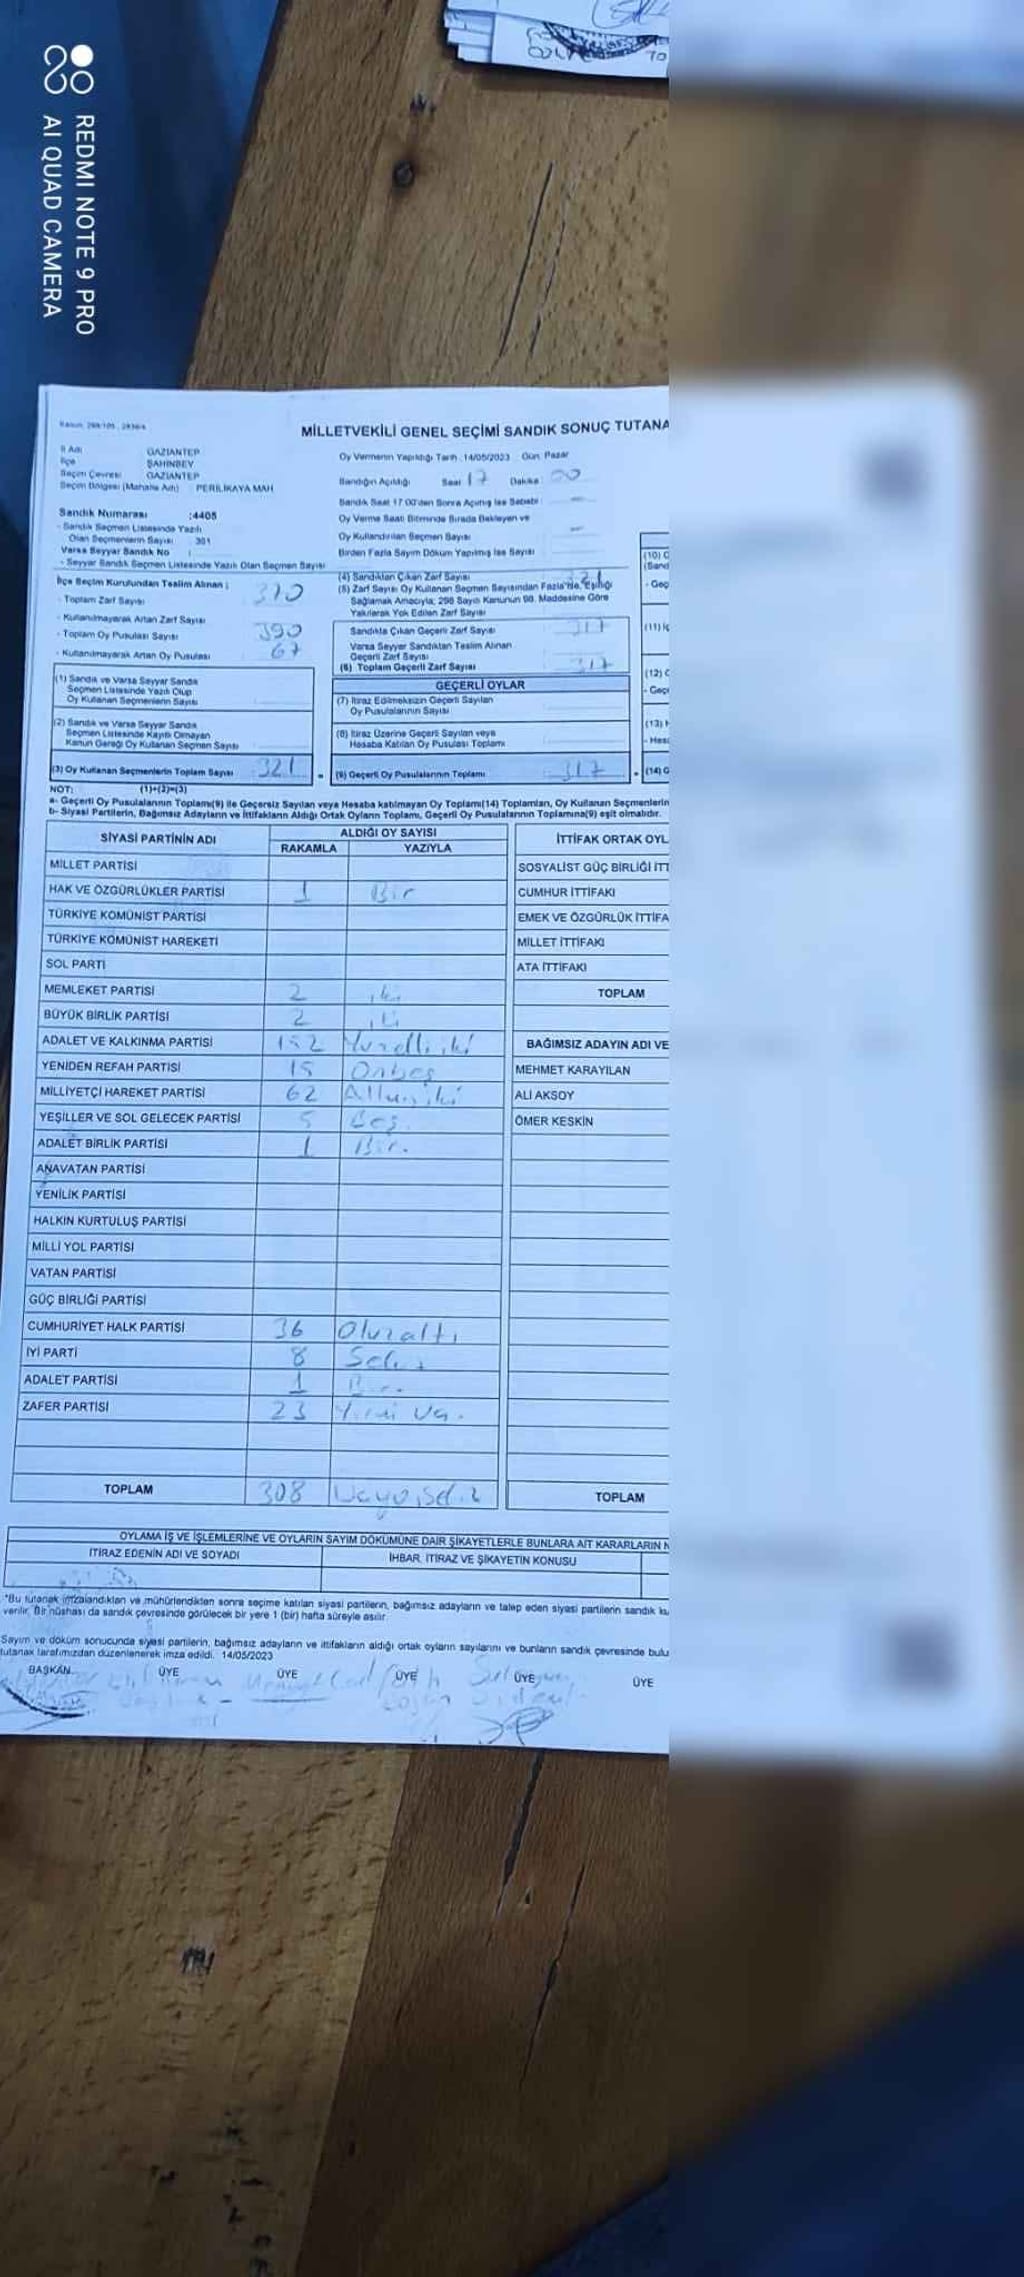 REDMI NOTE 9 PRO
AI QUAD CAMERA
MİLLETVEKİLİ GENEL SEÇİMİ SANDIK SONUÇ TUTANA
İl Adı GAZİANTEP
İlçe ŞAHİNBEY
Seçim Çevresi GAZİANTEP
Seçim Bölgesi (Mahalle Adı) : PERİLİKAYA MAH
Sandık Numarası :4405
- Sandık Seçmen Listesinde Yazılı
Olan Seçmenlerin Sayısı : 381
Varsa Seyyar Sandık No
- Seyyar Sandık Seçmen Listesinde Yazılı Olan Seçmen Sayısı
Oy Vermenin Yapıldığı Tarih :14/05/2023 Gün: Pazar
Sandığın Açıldığı Saat 17 Dakika : 00
Sandık Saat 17.00'den Sonra Açılmış İse Sebebi :
Oy Verme Saati Bitiminde Sırada Bekleyen ve
Oy Kullandırılan Seçmen Sayısı
Birden Fazla Sayım Döküm Yapılmış İse Sayısı
İlçe Seçim Kurulundan Teslim Alınan ;
- Toplam Zarf Sayısı
- Kullanılmayarak Artan Zarf Sayısı
- Toplam Oy Pusulası Sayısı 390
- Kullanılmayarak Artan Oy Pusulası 67
(4) Sandıktan Çıkan Zarf Sayısı
(5) Zarf Sayısı Oy Kullanan Seçmen Sayısından Fazla ise, Eşitliği
Sağlamak Amacıyla; 298 Sayılı Kanunun 98. Maddesine Göre
Yakılarak Yok Edilen Zarf Sayısı
Sandıkta Çıkan Geçerli Zarf Sayısı 317
Varsa Seyyar Sandıktan Teslim Alınan
Geçerli Zarf Sayısı
(6) Toplam Geçerli Zarf Sayısı 317
(1) Sandık ve Varsa Seyyar Sandık
Seçmen Listesinde Yazılı Olup
Oy Kullanan Seçmenlerin Sayısı
(2) Sandık ve Varsa Seyyar Sandık
Seçmen Listesinde Kayıtlı Olmayan
Kanun Gereği Oy Kullanan Seçmen Sayısı
(3) Oy Kullanan Seçmenlerin Toplam Sayısı 321
GEÇERLİ OYLAR
(7) İtiraz Edilmeksizin Geçerli Sayılan
Oy Pusulalarının Sayısı
(8) İtiraz Üzerine Geçerli Sayılan veya
Hesaba Katılan Oy Pusulası Toplamı
(9) Geçerli Oy Pusulalarının Toplamı 317
(10) G
(Sand
- Geç
(11) İç
(12) G
- Geçe
(13) H
- Hesa
(14) G
NOT: (1)+(2)=(3)
a- Geçerli Oy Pusulalarının Toplamı(9) ile Geçersiz Sayılan veya Hesaba katılmayan Oy Toplamı(14) Toplamları, Oy Kullanan Seçmenlerin
b- Siyasi Partilerin, Bağımsız Adayların ve İttifakların Aldığı Ortak Oyların Toplamı, Geçerli Oy Pusulalarının Toplamına(9) eşit olmalıdır.
SİYASİ PARTİNİN ADI ALDIĞI OY SAYISI
RAKAMLA YAZIYLA
MİLLET PARTİSİ
HAK VE ÖZGÜRLÜKLER PARTİSİ 1 Bir
TÜRKİYE KOMÜNİST PARTİSİ
TÜRKİYE KOMÜNİST HAREKETİ
SOL PARTİ
MEMLEKET PARTİSİ 2 iki
BÜYÜK BİRLİK PARTİSİ 2 iki
ADALET VE KALKINMA PARTİSİ 152 Yüzelliiki
YENİDEN REFAH PARTİSİ 15 Onbeş
MİLLİYETÇİ HAREKET PARTİSİ 62 Altmışiki
YEŞİLLER VE SOL GELECEK PARTİSİ 5 Beş
ADALET BİRLİK PARTİSİ 1 Bir
ANAVATAN PARTİSİ
YENİLİK PARTİSİ
HALKIN KURTULUŞ PARTİSİ
MİLLİ YOL PARTİSİ
VATAN PARTİSİ
GÜÇ BİRLİĞİ PARTİSİ
CUMHURİYET HALK PARTİSİ 36 Otuzaltı
İYİ PARTİ 8 Sekiz
ADALET PARTİSİ 1 Bir
ZAFER PARTİSİ 23
TOPLAM 308
İTTİFAK ORTAK OYL
SOSYALİST GÜÇ BİRLİĞİ İTT
CUMHUR İTTİFAKI
EMEK VE ÖZGÜRLÜK İTTİFA
MİLLET İTTİFAKI
ATA İTTİFAKI
TOPLAM
BAĞIMSIZ ADAYIN ADI VE
MEHMET KARAYILAN
ALİ AKSOY
ÖMER KESKİN
TOPLAM
OYLAMA İŞ VE İŞLEMLERİNE VE OYLARIN SAYIM DÖKÜMÜNE DAİR ŞİKAYETLERLE BUNLARA AİT KARARLARIN N
İTİRAZ EDENİN ADI VE SOYADI İHBAR, İTİRAZ VE ŞİKAYETİN KONUSU
*Bu tutanak imzalandıktan ve mühürlendikten sonra seçime katılan siyasi partilerin, bağımsız adayların ve talep eden siyasi partilerin sandık ku
verilir. Bir nüshası da sandık çevresinde görülecek bir yere 1 (bir) hafta süreyle asılır.
Sayım ve döküm sonucunda siyasi partilerin, bağımsız adayların ve ittifakların aldığı ortak oyların sayılarını ve bunların sandık çevresinde bulu
tutanak tarafımızdan düzenlenerek imza edildi. 14/05/2023
BAŞKAN ÜYE ÜYE ÜYE ÜYE ÜYE